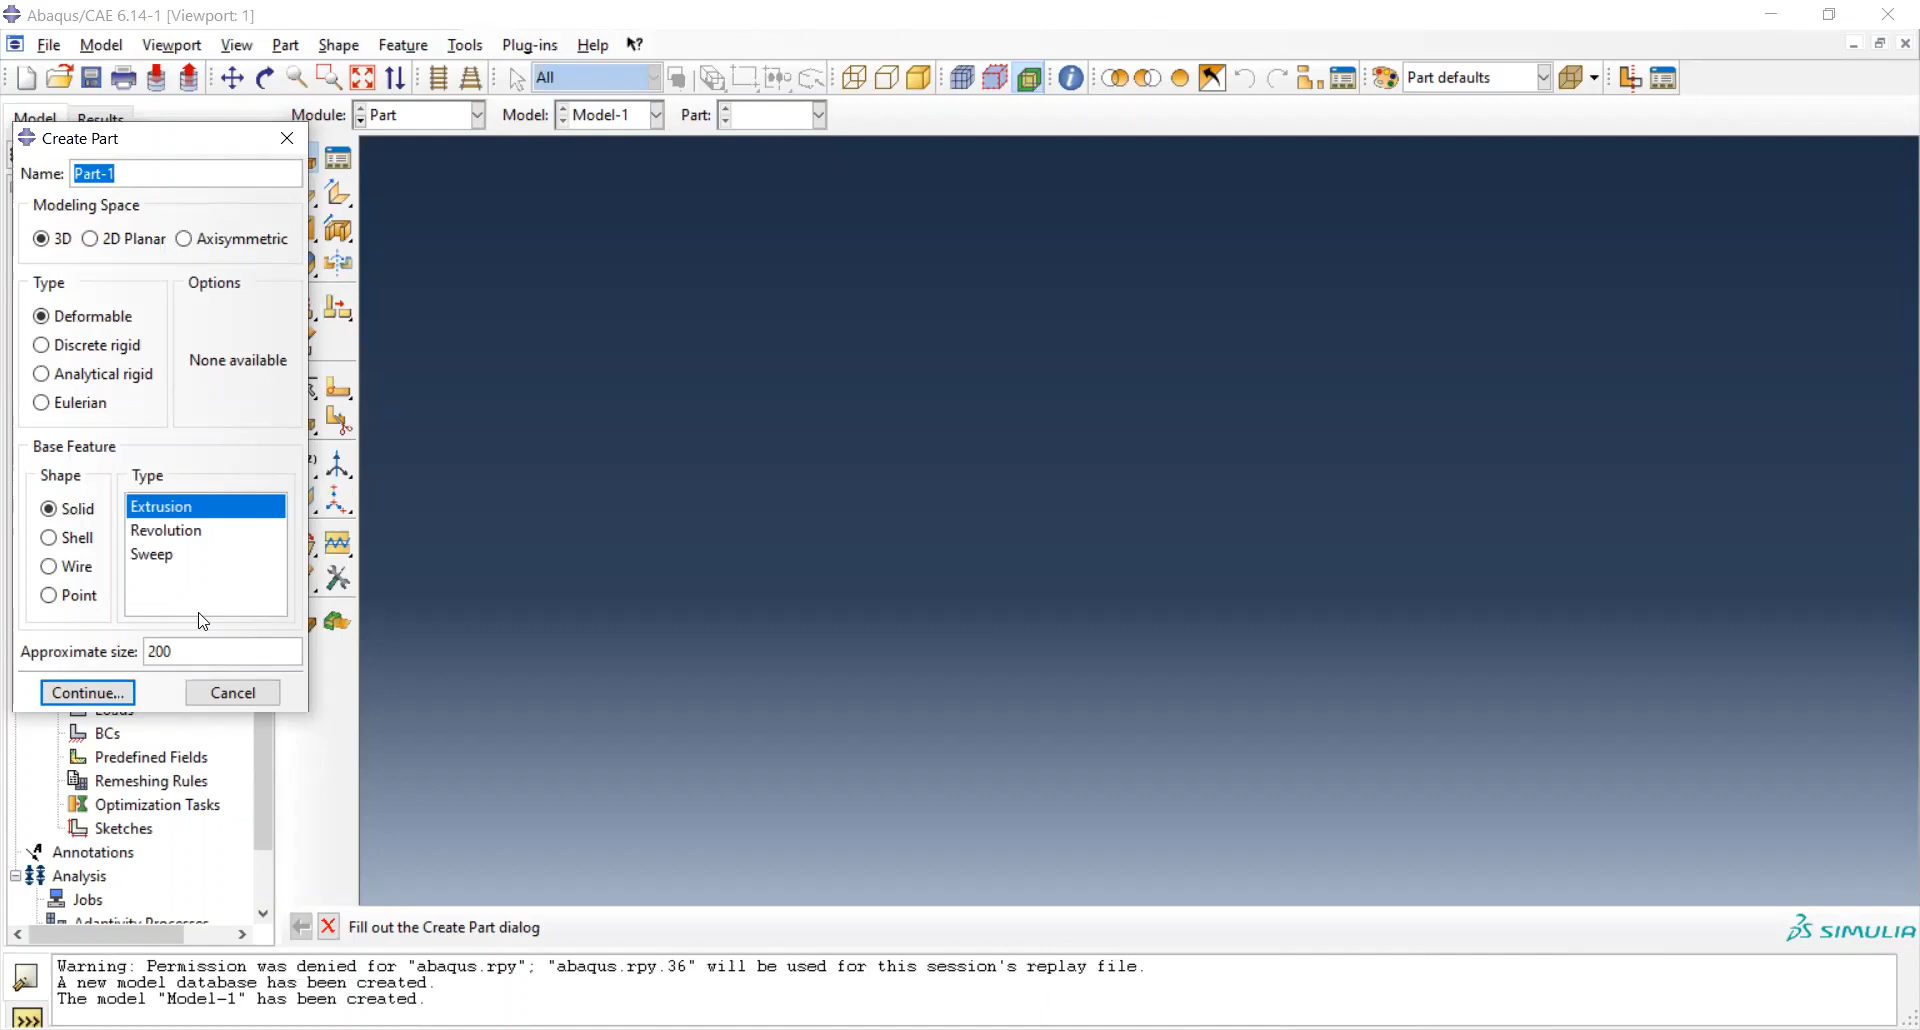 Abaqus/CAE 6.14-1 [Viewport: 1]
File Model Viewport View Part Shape Feature Tools Plug-ins Help
All
Part defaults
Model Results
Module: Part Model: Model-1 Part:
Create Part
Name: Part-1
Modeling Space
3D 2D Planar Axisymmetric
Type
Options
Deformable
Discrete rigid
Analytical rigid
Eulerian
None available
Base Feature
Shape
Type
Solid
Shell
Wire
Point
Extrusion
Revolution
Sweep
Approximate size: 200
Continue... Cancel
Loads
BCs
Predefined Fields
Remeshing Rules
Optimization Tasks
Sketches
Annotations
Analysis
Jobs
Adaptivity Processes
Fill out the Create Part dialog
SIMULIA
Warning: Permission was denied for "abaqus.rpy"; "abaqus.rpy.36" will be used for this session's replay file.
A new model database has been created.
The model "Model-1" has been created.
>>>